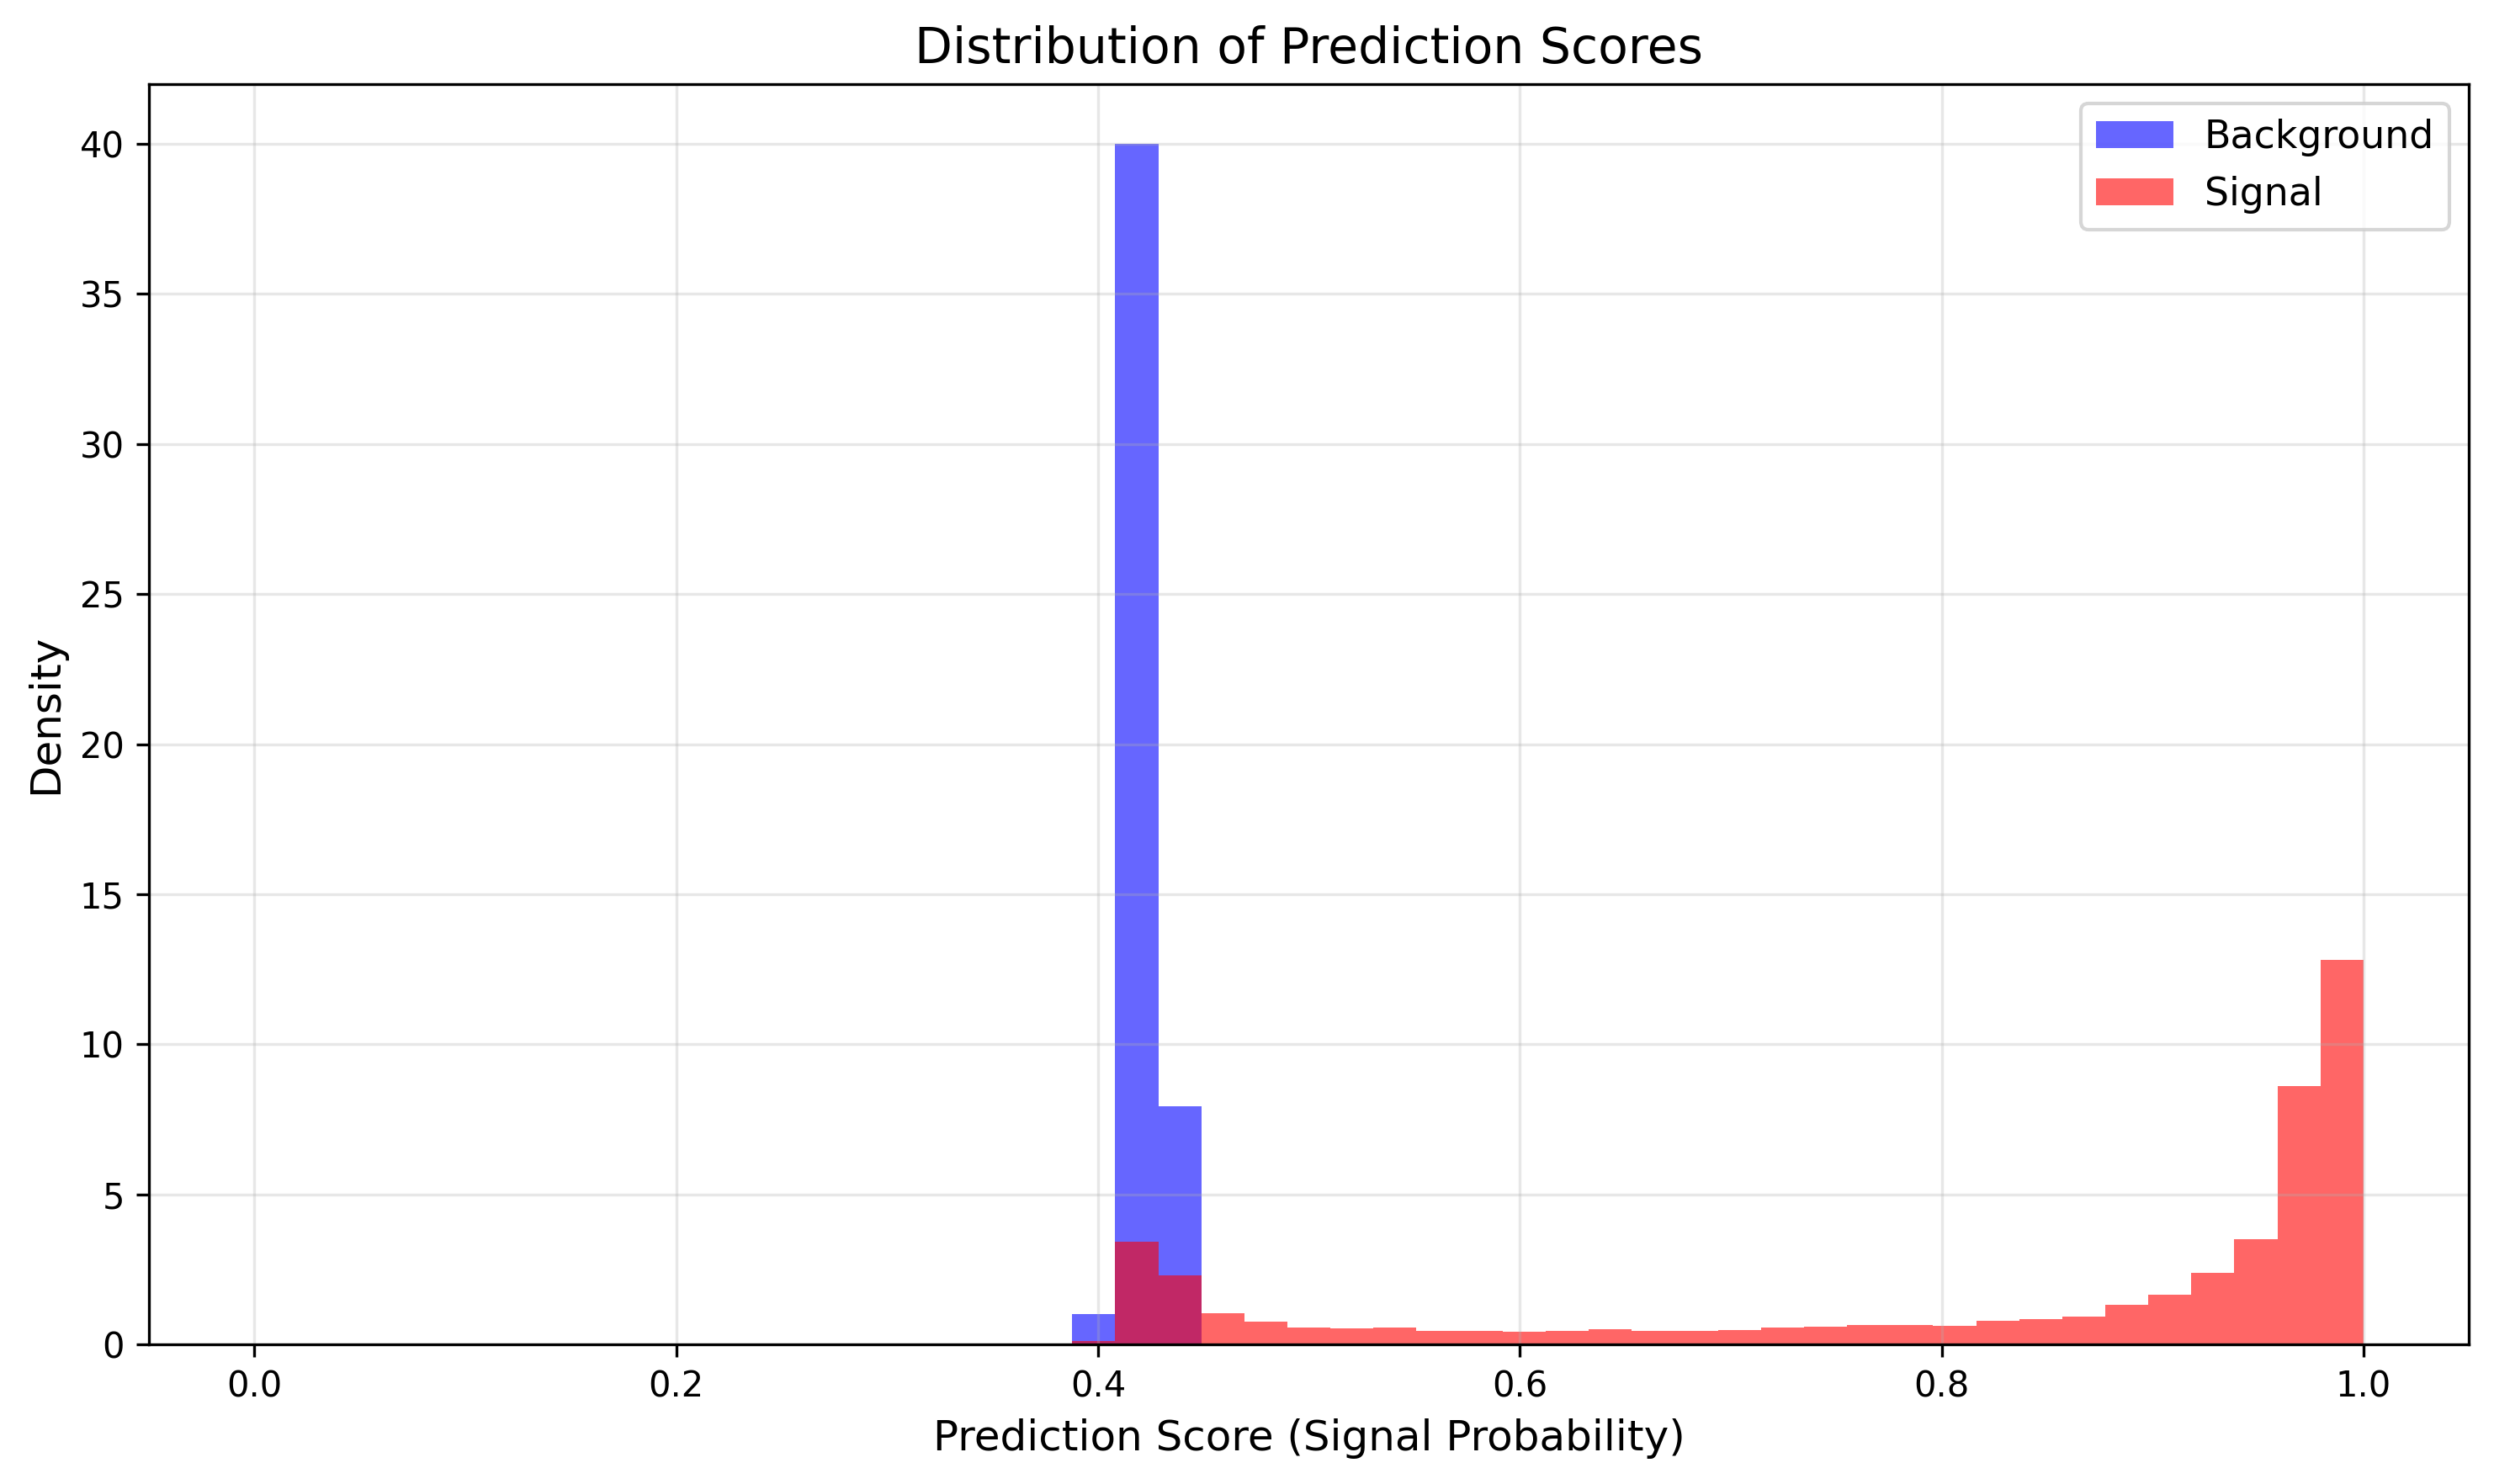 Distribution of Prediction Scores
Background
Signal
40
35
30
25
20
15
10
5
0
Density
0.0 0.2 0.4 0.6 0.8 1.0
Prediction Score (Signal Probability)